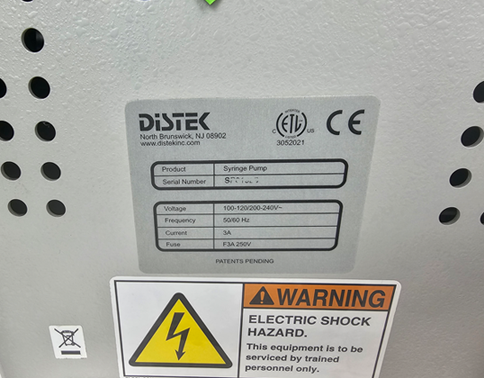 DiSTEK
North Brunswick, NJ 08902
www.distekinc.com
ETL
C US
3052021
CE
Product Syringe Pump
Serial Number
Voltage 100-120/200-240V~
Frequency 50/60 Hz
Current 3A
Fuse F3A 250V
PATENTS PENDING
WARNING
ELECTRIC SHOCK
HAZARD.
This equipment is to be
serviced by trained
personnel only.